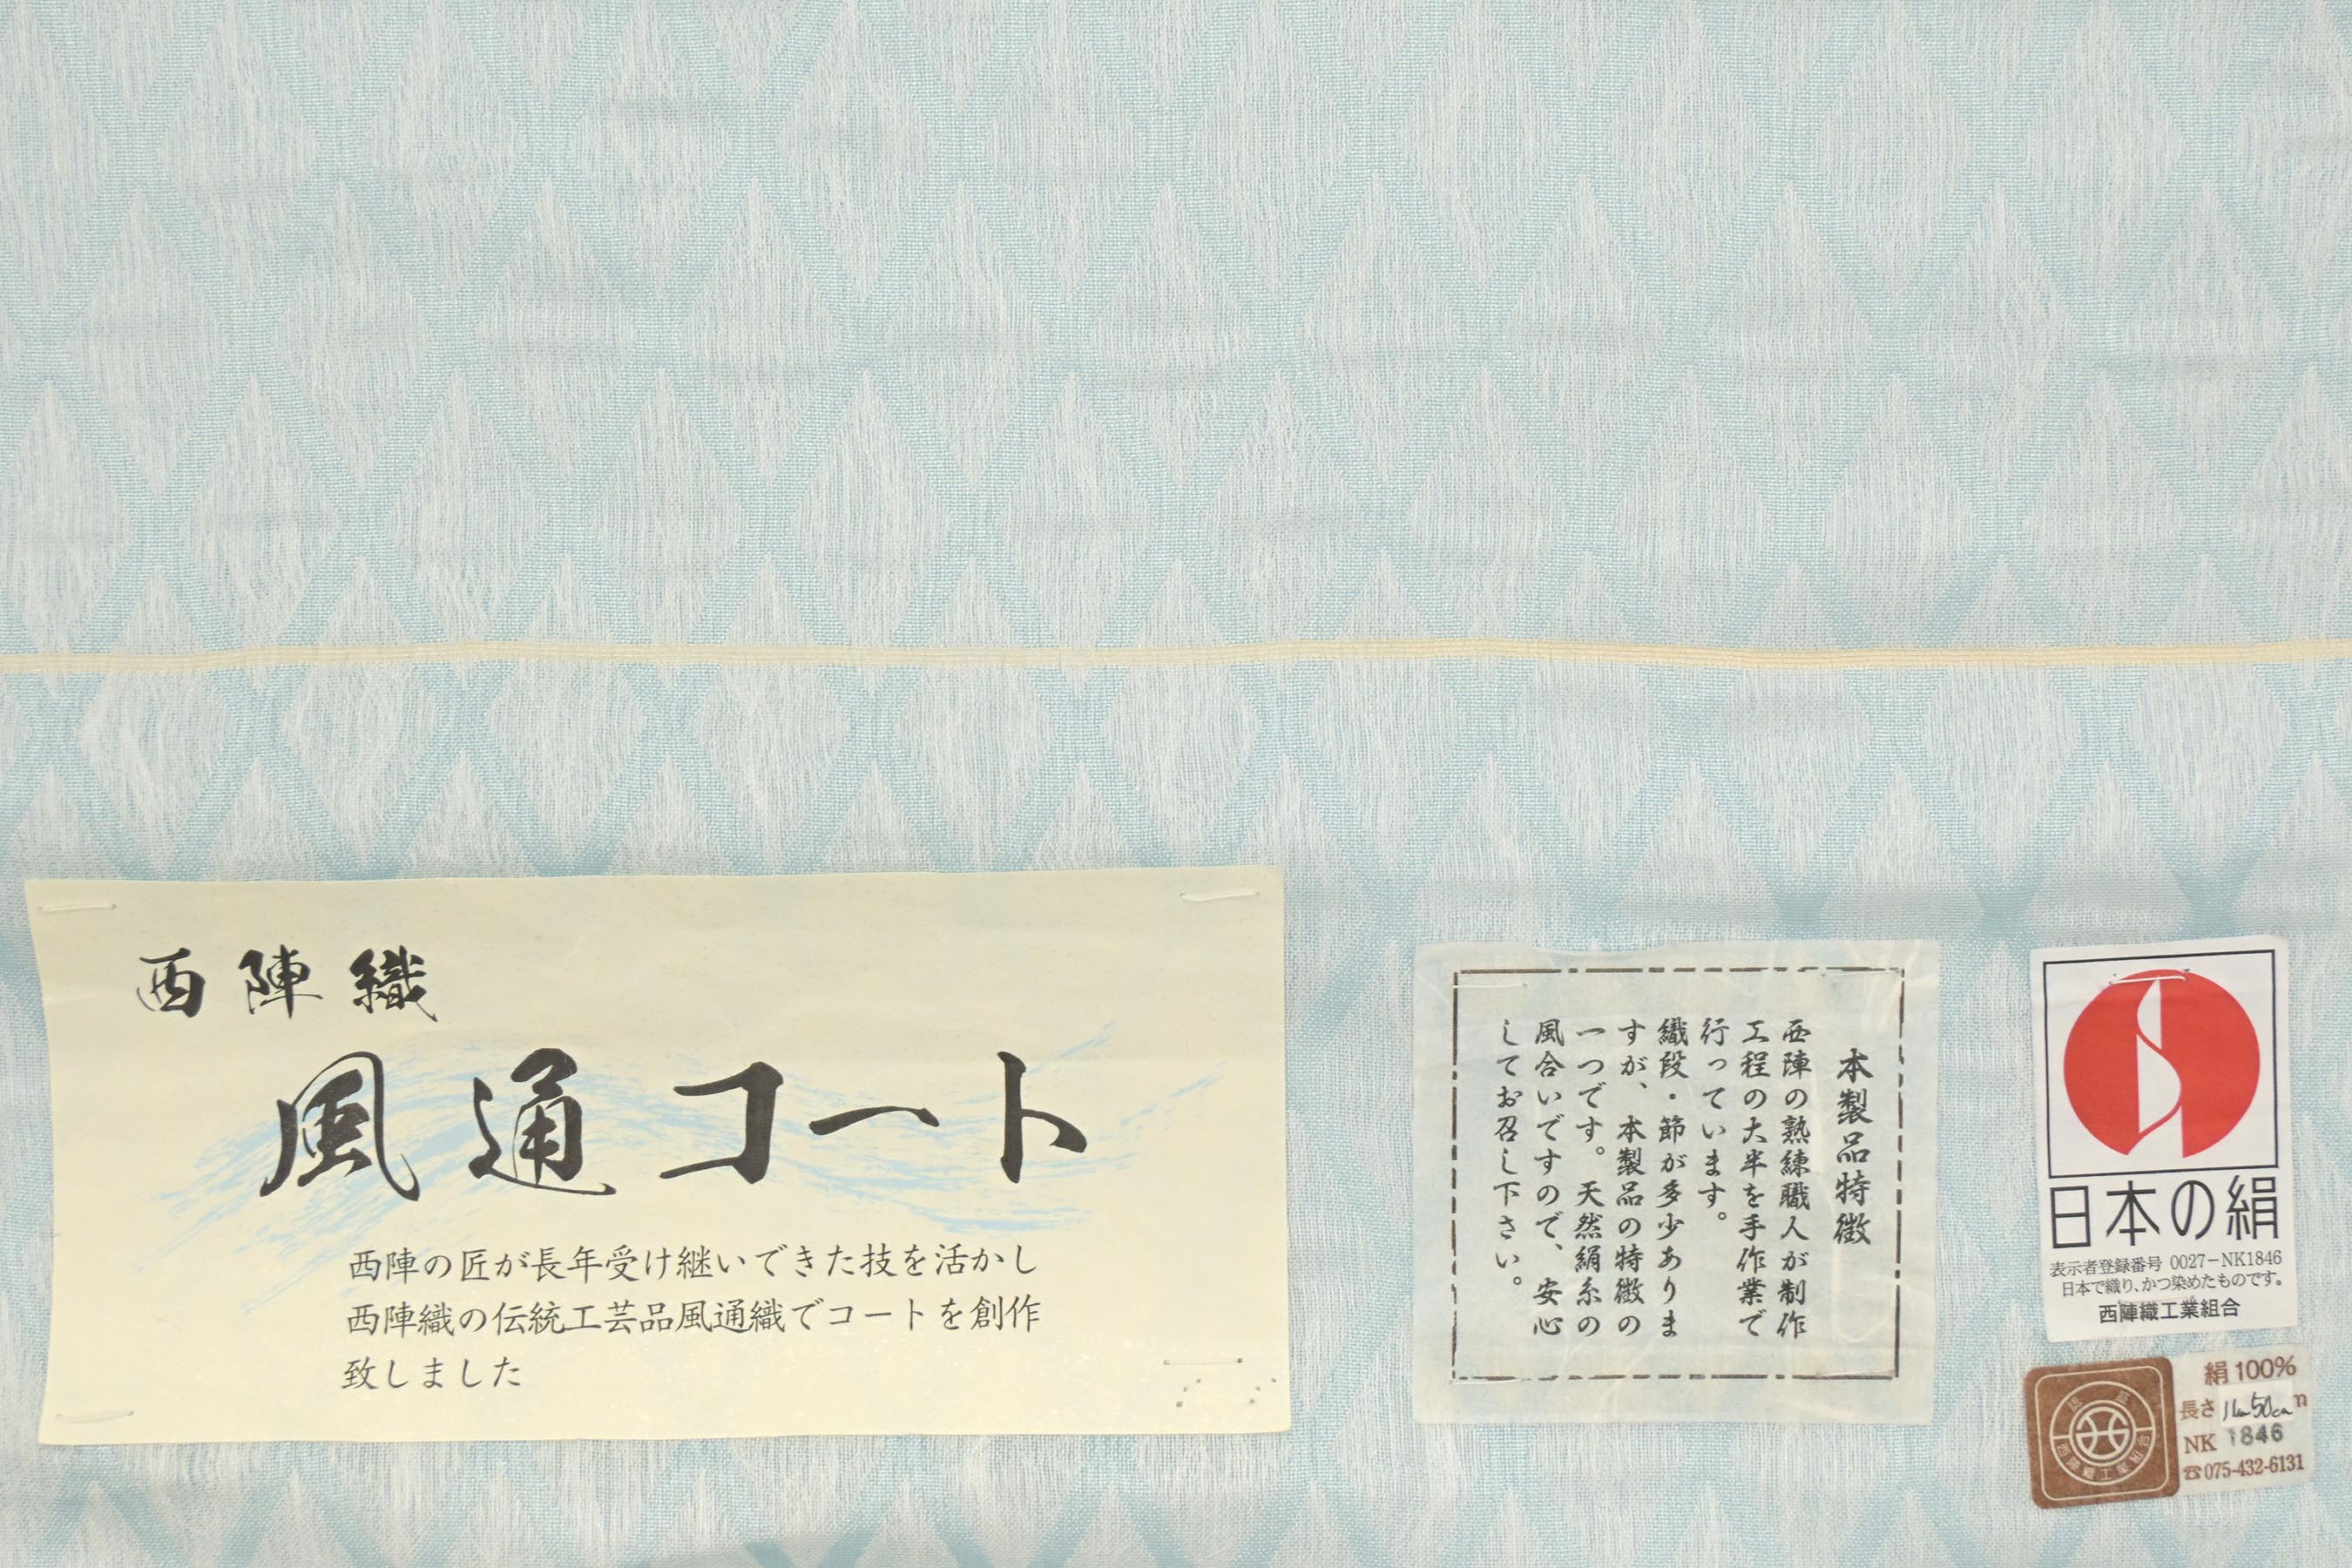 西陣織
風通コート
西陣の匠が長年受け継いできた技を活かし
西陣織の伝統工芸品風通織でコートを創作
致しました
本製品特徴
西陣の熟練職人が制作
工程の大半を手作業で
行っています。
織段・節が多少ありま
すが、本製品の特徴の
一つです。天然絹糸の
風合いですので、安心
してお召し下さい。
日本の絹
表示者登録番号 0027-NK1846
日本で織り、かつ染めたものです。
西陣織工業組合
絹100%
長さ 50cm m
NK 1846
☎075-432-6131